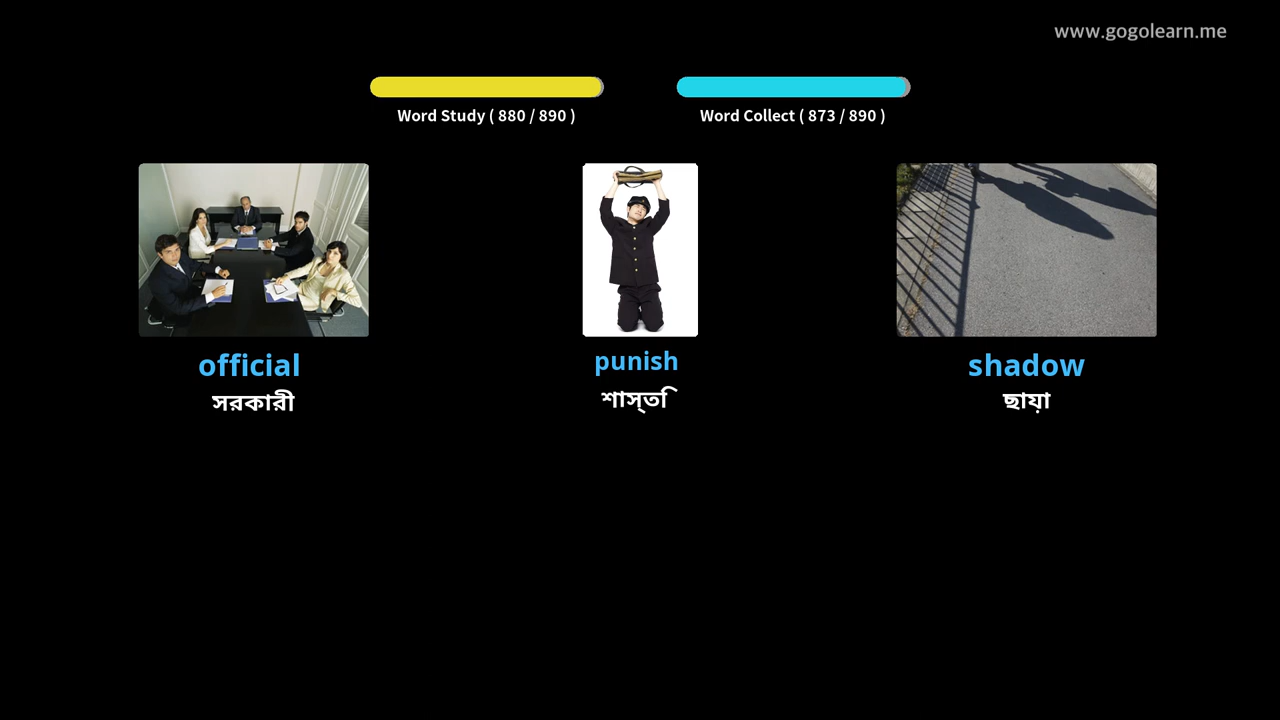 www.gogolearn.me
Word Study ( 880 / 890 )
Word Collect ( 873 / 890 )
official
punish
shadow
সরকারী
শাস্তি
ছায়া